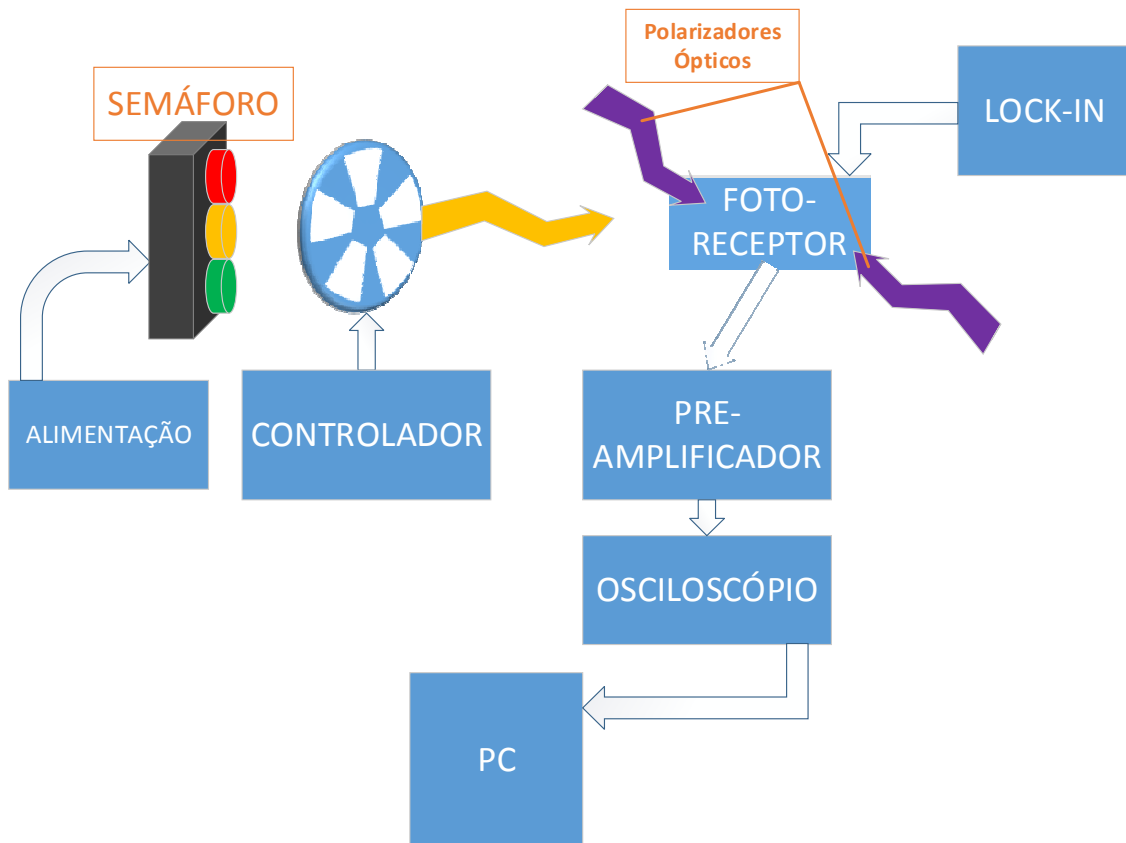 Polarizadores
Ópticos
SEMÁFORO
LOCK-IN
FOTO-
RECEPTOR
ALIMENTAÇÃO
CONTROLADOR
PRE-
AMPLIFICADOR
OSCILOSCÓPIO
PC